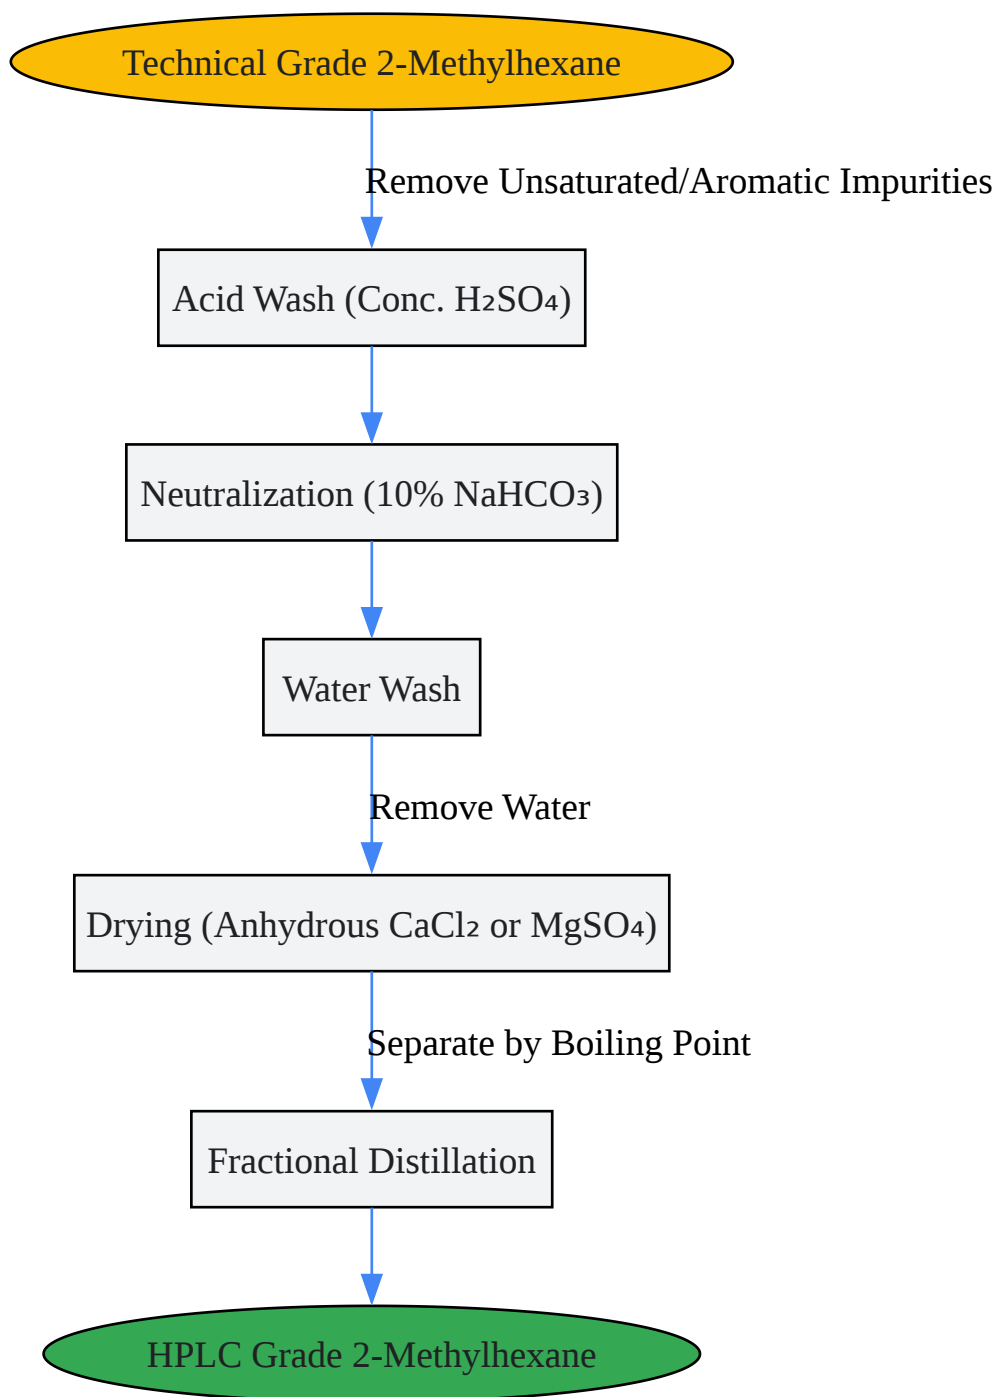 Technical Grade 2-Methylhexane
Remove Unsaturated/Aromatic Impurities
Acid Wash (Conc. H₂SO₄)
Neutralization (10% NaHCO₃)
Water Wash
Remove Water
Drying (Anhydrous CaCl₂ or MgSO₄)
Separate by Boiling Point
Fractional Distillation
HPLC Grade 2-Methylhexane